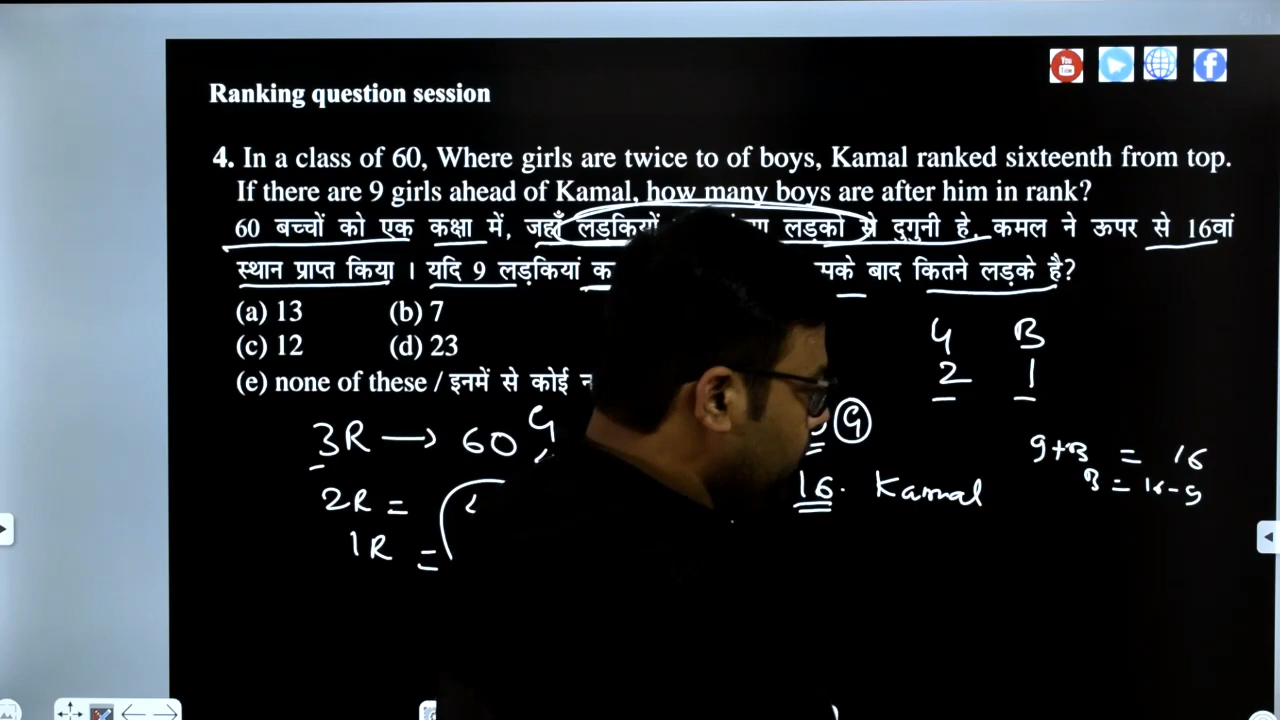 Ranking question session
4. In a class of 60, Where girls are twice to of boys, Kamal ranked sixteenth from top.
If there are 9 girls ahead of Kamal, how many boys are after him in rank?
60 बच्चों को एक कक्षा में, जहाँ लड़कियों लड़को से दुगुनी हे, कमल ने ऊपर से 16वां
स्थान प्राप्त किया । यदि 9 लड़कियां बाद कितने लड़के है?
(a) 13 (b) 7
(c) 12 (d) 23
(e) none of these / इनमें से कोई
G B
2 1
3R → 60 G
9
9+B = 16
2R =
16. Kamal
B = 16-9
1R =